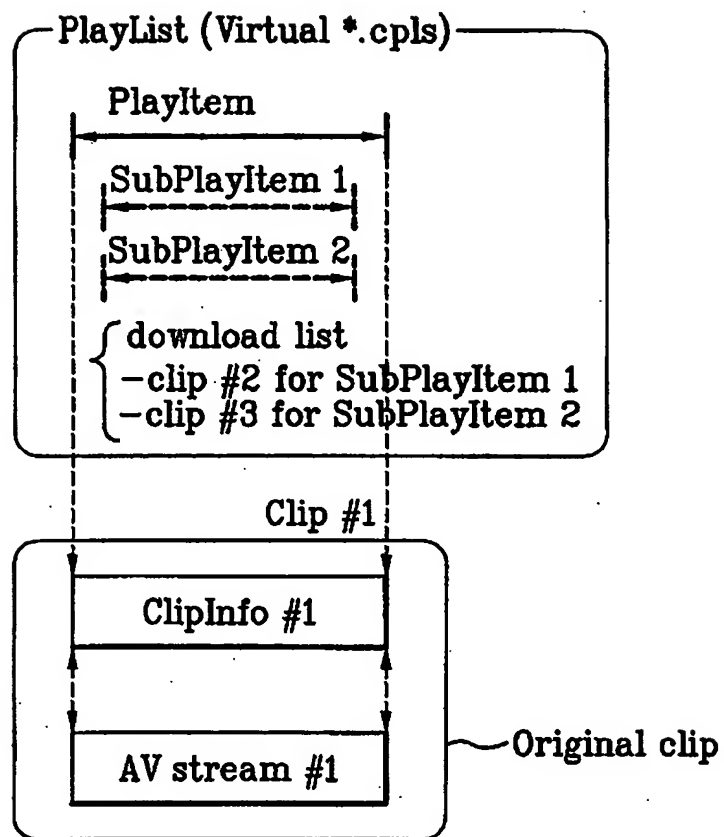 PlayList (Virtual *.cpls)
PlayItem
SubPlayItem 1
SubPlayItem 2
download list
-clip #2 for SubPlayItem 1
-clip #3 for SubPlayItem 2
Clip #1
ClipInfo #1
AV stream #1
Original clip